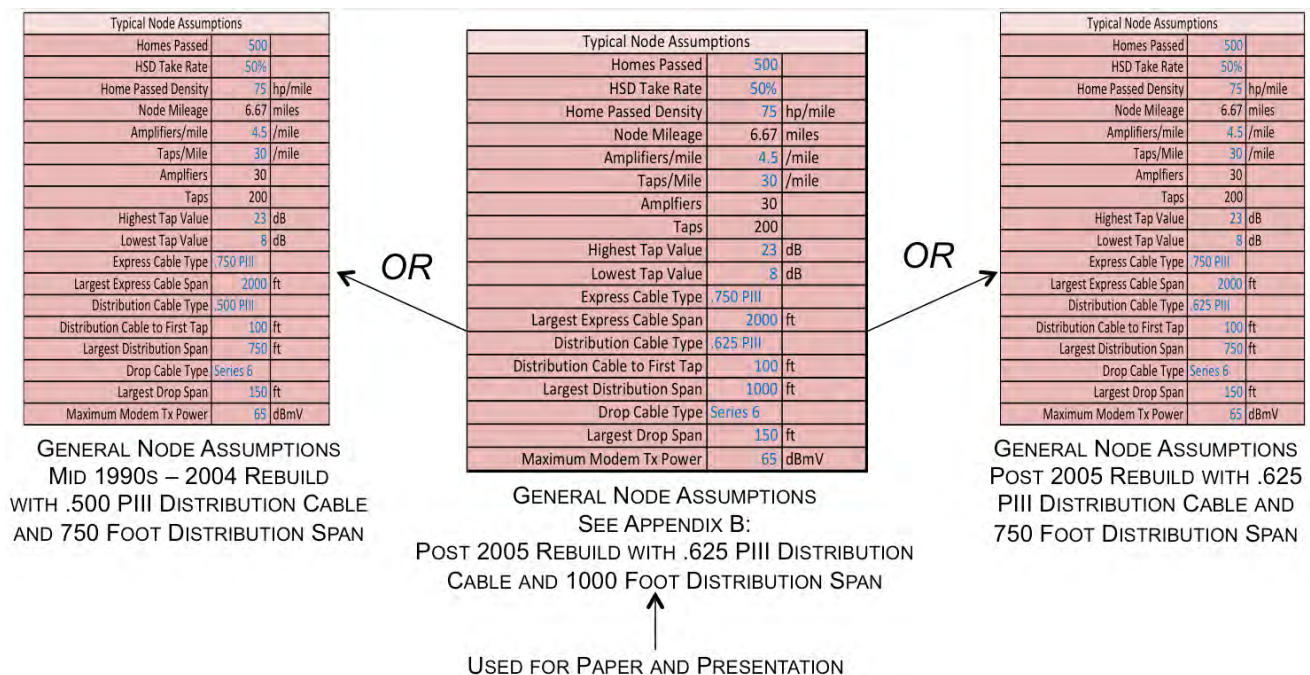 Typical Node Assumptions
Homes Passed 500
HSD Take Rate 50%
Home Passed Density 75 hp/mile
Node Mileage 6.67 miles
Amplifiers/mile 4.5 /mile
Taps/Mile 30 /mile
Amplfiers 30
Taps 200
Highest Tap Value 23 dB
Lowest Tap Value 8 dB
Express Cable Type .750 PIII
Largest Express Cable Span 2000 ft
Distribution Cable Type .500 PIII
Distribution Cable to First Tap 100 ft
Largest Distribution Span 750 ft
Drop Cable Type Series 6
Largest Drop Span 150 ft
Maximum Modem Tx Power 65 dBmV
GENERAL NODE ASSUMPTIONS
MID 1990S – 2004 REBUILD
WITH .500 PIII DISTRIBUTION CABLE
AND 750 FOOT DISTRIBUTION SPAN
OR
Typical Node Assumptions
Homes Passed 500
HSD Take Rate 50%
Home Passed Density 75 hp/mile
Node Mileage 6.67 miles
Amplifiers/mile 4.5 /mile
Taps/Mile 30 /mile
Amplfiers 30
Taps 200
Highest Tap Value 23 dB
Lowest Tap Value 8 dB
Express Cable Type .750 PIII
Largest Express Cable Span 2000 ft
Distribution Cable Type .625 PIII
Distribution Cable to First Tap 100 ft
Largest Distribution Span 1000 ft
Drop Cable Type Series 6
Largest Drop Span 150 ft
Maximum Modem Tx Power 65 dBmV
GENERAL NODE ASSUMPTIONS
SEE APPENDIX B:
POST 2005 REBUILD WITH .625 PIII DISTRIBUTION
CABLE AND 1000 FOOT DISTRIBUTION SPAN
USED FOR PAPER AND PRESENTATION
OR
Typical Node Assumptions
Homes Passed 500
HSD Take Rate 50%
Home Passed Density 75 hp/mile
Node Mileage 6.67 miles
Amplifiers/mile 4.5 /mile
Taps/Mile 30 /mile
Amplfiers 30
Taps 200
Highest Tap Value 23 dB
Lowest Tap Value 8 dB
Express Cable Type .750 PIII
Largest Express Cable Span 2000 ft
Distribution Cable Type .625 PIII
Distribution Cable to First Tap 100 ft
Largest Distribution Span 750 ft
Drop Cable Type Series 6
Largest Drop Span 150 ft
Maximum Modem Tx Power 65 dBmV
GENERAL NODE ASSUMPTIONS
POST 2005 REBUILD WITH .625
PIII DISTRIBUTION CABLE AND
750 FOOT DISTRIBUTION SPAN